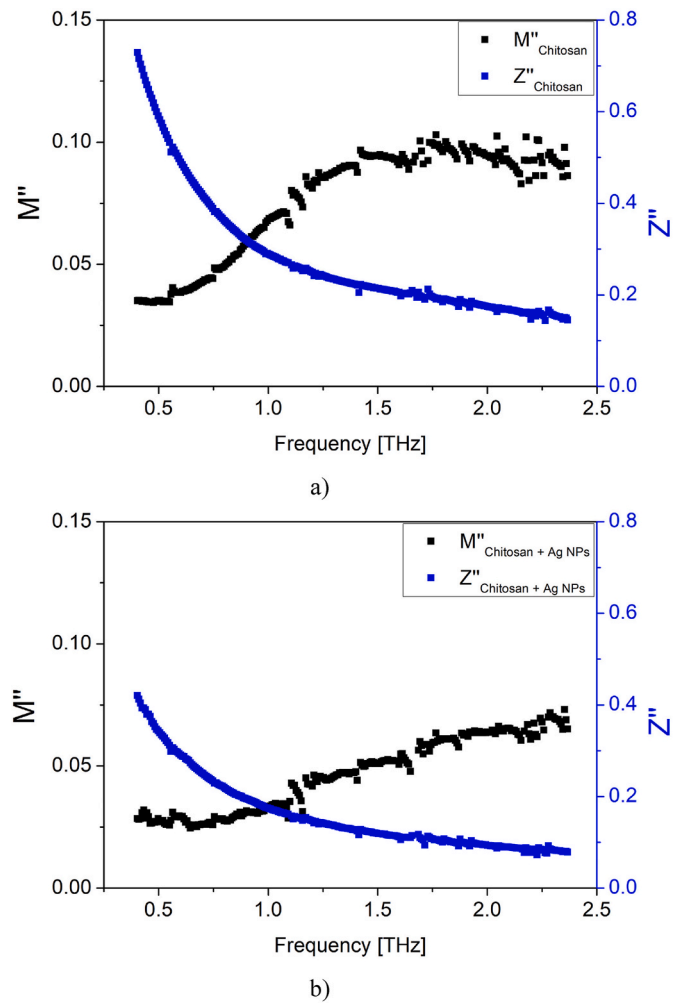 0.15
0.8
M''Chitosan
Z''Chitosan
0.6
0.10
M''
0.4
Z''
0.05
0.2
0.00
0.0
0.5
1.0
1.5
2.0
2.5
Frequency [THz]
a)
0.15
0.8
M''Chitosan + Ag NPs
Z''Chitosan + Ag NPs
0.6
0.10
M''
0.4
Z''
0.05
0.2
0.00
0.0
0.5
1.0
1.5
2.0
2.5
Frequency [THz]
b)